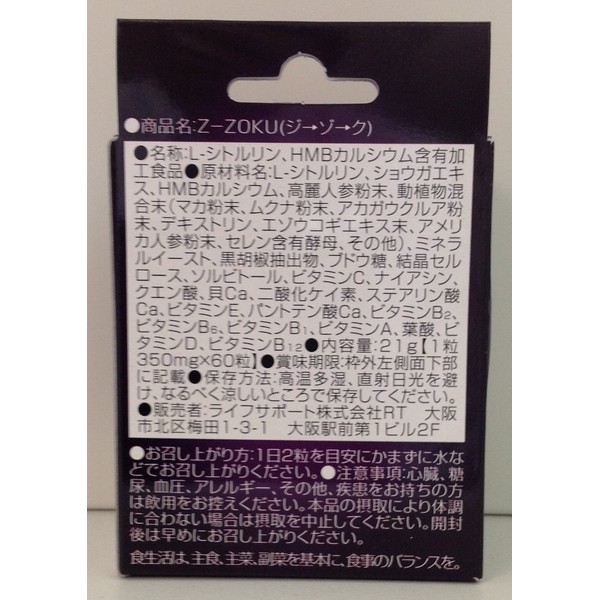 ●商品名:Z-ZOKU(ジ→ゾ→ク)
●名称:L-シトルリン、HMBカルシウム含有加
工食品●原材料名:L-シトルリン、ショウガエキ
ス、HMBカルシウム、高麗人参粉末、動植物混
合末(マカ粉末、ムクナ粉末、アカガウクルア粉
末、デキストリン、エゾウコギエキス末、アメリ
カ人参粉末、セレン含有酵母、その他)、ミネラ
ルイースト、黒胡椒抽出物、ブドウ糖、結晶セル
ロース、ソルビトール、ビタミンC、ナイアシン、
クエン酸、貝Ca、二酸化ケイ素、ステアリン酸
Ca、ビタミンE、パントテン酸Ca、ビタミンB2、
ビタミンB6、ビタミンB1、ビタミンA、葉酸、ビ
タミンD、ビタミンB12●内容量:21g【1粒
350mg×60粒】●賞味期限:枠外左側面下部
に記載●保存方法:高温多湿、直射日光を避
け、なるべく涼しいところで保存してください。
●販売者:ライフサポート株式会社RT 大阪
市北区梅田1-3-1 大阪駅前第1ビル2F
●お召し上がり方:1日2粒を目安にかまずに水な
どでお召し上がりください。●注意事項:心臓、糖
尿、血圧、アレルギー、その他、疾患をお持ちの方
は飲用をお控えください。本品の摂取により体調
に合わない場合は摂取を中止してください。開封
後は早めにお召し上がりください。
食生活は、主食、主菜、副菜を基本に、食事のバランスを。